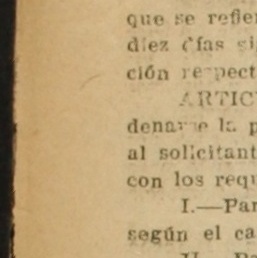 que se refie
diez días si
ción respect
ARTIC
denarse la p
al solicitant
con los requ
I.—Par
según el ca